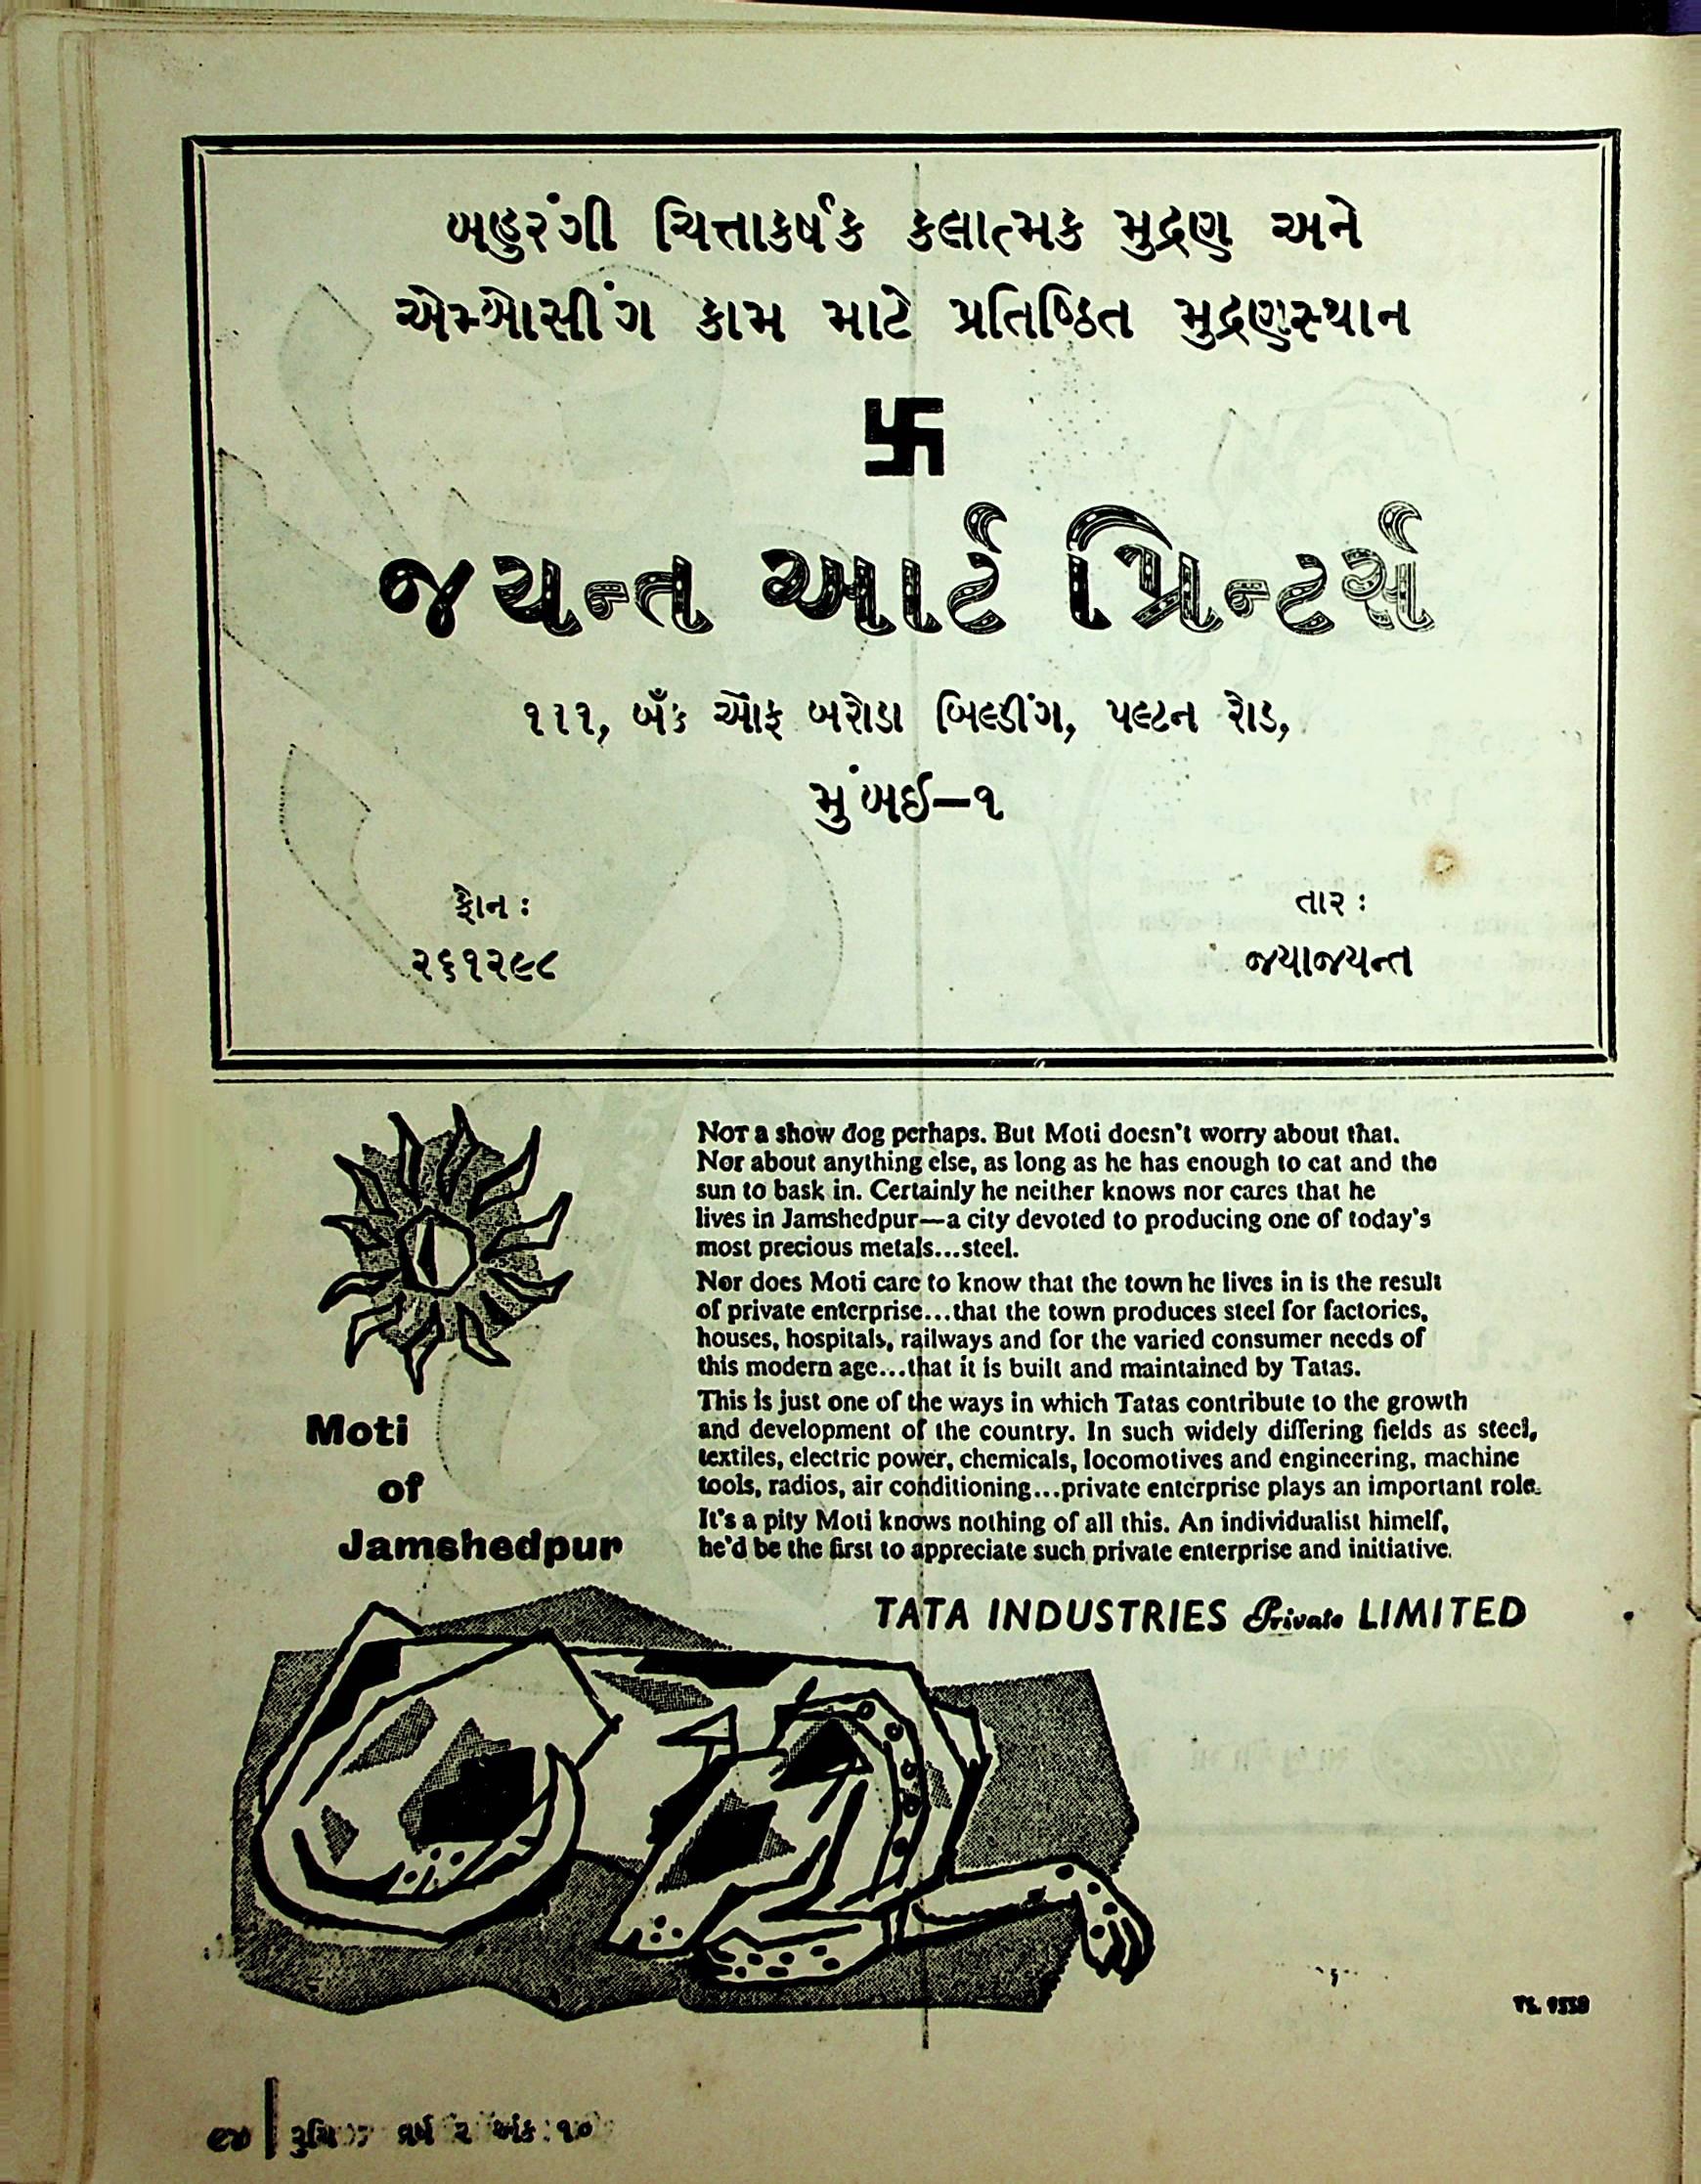 બહુરંગી ચિત્તાકર્ષક કલાત્મક મુદ્રણ અને
એમ્બોસીંગ કામ માટે પ્રતિષ્ઠિત મુદ્રણસ્થાન
卐
જયન્ત આર્ટ પ્રિન્ટર્સ
૧૧૧, બેંક ઑફ બરોડા બિલ્ડીંગ, પલ્ટન રોડ,
મુંબઈ—૧
ફોન :
૨૬૧૨૯૮
તાર :
જયાજયન્ત
Moti
of
Jamshedpur
Not a show dog perhaps. But Moti doesn't worry about that.
Nor about anything else, as long as he has enough to eat and the
sun to bask in. Certainly he neither knows nor cares that he
lives in Jamshedpur—a city devoted to producing one of today's
most precious metals...steel.
Nor does Moti care to know that the town he lives in is the result
of private enterprise...that the town produces steel for factories,
houses, hospitals, railways and for the varied consumer needs of
this modern age...that it is built and maintained by Tatas.
This is just one of the ways in which Tatas contribute to the growth
and development of the country. In such widely differing fields as steel,
textiles, electric power, chemicals, locomotives and engineering, machine
tools, radios, air conditioning...private enterprise plays an important role.
It's a pity Moti knows nothing of all this. An individualist himelf,
he'd be the first to appreciate such private enterprise and initiative.
TATA INDUSTRIES Private LIMITED
૯૪ | રુચિ વર્ષ ૨ અંક : ૧૦